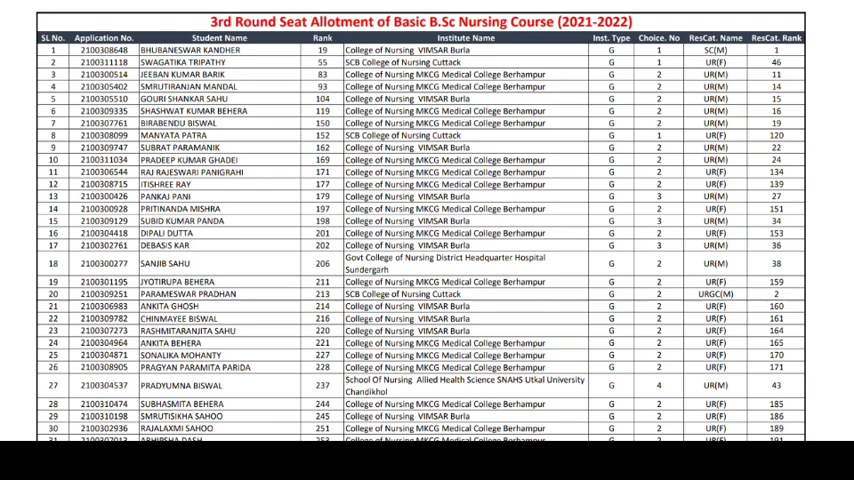 3rd Round Seat Allotment of Basic B.Sc Nursing Course (2021-2022)
SL No. Application No. Student Name Rank Institute Name Inst. Type Choice. No ResCat. Name ResCat. Rank
1 2100308648 BHUBANESWAR KANDHER 19 College of Nursing VIMSAR Burla G 1 SC(M) 1
2 2100311118 SWAGATIKA TRIPATHY 55 SCB College of Nursing Cuttack G 1 UR(F) 46
3 2100300514 JEEBAN KUMAR BARIK 83 College of Nursing MKCG Medical College Berhampur G 2 UR(M) 11
4 2100305402 SMRUTIRANJAN MANDAL 93 College of Nursing MKCG Medical College Berhampur G 2 UR(M) 14
5 2100305510 GOURI SHANKAR SAHU 104 College of Nursing VIMSAR Burla G 2 UR(M) 15
6 2100309335 SHASHWAT KUMAR BEHERA 119 College of Nursing MKCG Medical College Berhampur G 2 UR(M) 16
7 2100307761 BIRABENDU BISWAL 150 College of Nursing MKCG Medical College Berhampur G 2 UR(M) 19
8 2100308099 MANYATA PATRA 152 SCB College of Nursing Cuttack G 1 UR(F) 120
9 2100309747 SUBRAT PARAMANIK 162 College of Nursing VIMSAR Burla G 2 UR(M) 22
10 2100311034 PRADEEP KUMAR GHADEI 169 College of Nursing MKCG Medical College Berhampur G 2 UR(M) 24
11 2100306544 RAJ RAJESWARI PANIGRAHI 171 College of Nursing MKCG Medical College Berhampur G 2 UR(F) 134
12 2100308715 ITISHREE RAY 177 College of Nursing MKCG Medical College Berhampur G 2 UR(F) 139
13 2100300426 PANKAJ PANI 179 College of Nursing VIMSAR Burla G 3 UR(M) 27
14 2100300928 PRITINANDA MISHRA 197 College of Nursing MKCG Medical College Berhampur G 2 UR(F) 151
15 2100309129 SUBID KUMAR PANDA 198 College of Nursing VIMSAR Burla G 3 UR(M) 34
16 2100304418 DIPALI DUTTA 201 College of Nursing MKCG Medical College Berhampur G 2 UR(F) 153
17 2100302761 DEBASIS KAR 202 College of Nursing VIMSAR Burla G 3 UR(M) 36
18 2100300277 SANJIB SAHU 206 Govt College of Nursing District Headquarter Hospital
Sundergarh G 2 UR(M) 38
19 2100301195 JYOTIRUPA BEHERA 211 College of Nursing MKCG Medical College Berhampur G 2 UR(F) 159
20 2100309251 PARAMESWAR PRADHAN 213 SCB College of Nursing Cuttack G 2 URGC(M) 2
21 2100306983 ANKITA GHOSH 214 College of Nursing VIMSAR Burla G 2 UR(F) 160
22 2100309782 CHINMAYEE BISWAL 216 College of Nursing VIMSAR Burla G 2 UR(F) 161
23 2100307273 RASHMITARANJITA SAHU 220 College of Nursing VIMSAR Burla G 2 UR(F) 164
24 2100304964 ANKITA BEHERA 221 College of Nursing MKCG Medical College Berhampur G 2 UR(F) 165
25 2100304871 SONALIKA MOHANTY 227 College of Nursing MKCG Medical College Berhampur G 2 UR(F) 170
26 2100308905 PRAGYAN PARAMITA PARIDA 228 College of Nursing MKCG Medical College Berhampur G 2 UR(F) 171
27 2100304537 PRADYUMNA BISWAL 237 School Of Nursing Allied Health Science SNAHS Utkal University
Chandikhol G 4 UR(M) 43
28 2100310474 SUBHASMITA BEHERA 244 College of Nursing MKCG Medical College Berhampur G 2 UR(F) 185
29 2100310198 SMRUTISIKHA SAHOO 245 College of Nursing VIMSAR Burla G 2 UR(F) 186
30 2100302936 RAJALAXMI SAHOO 251 College of Nursing MKCG Medical College Berhampur G 2 UR(F) 189